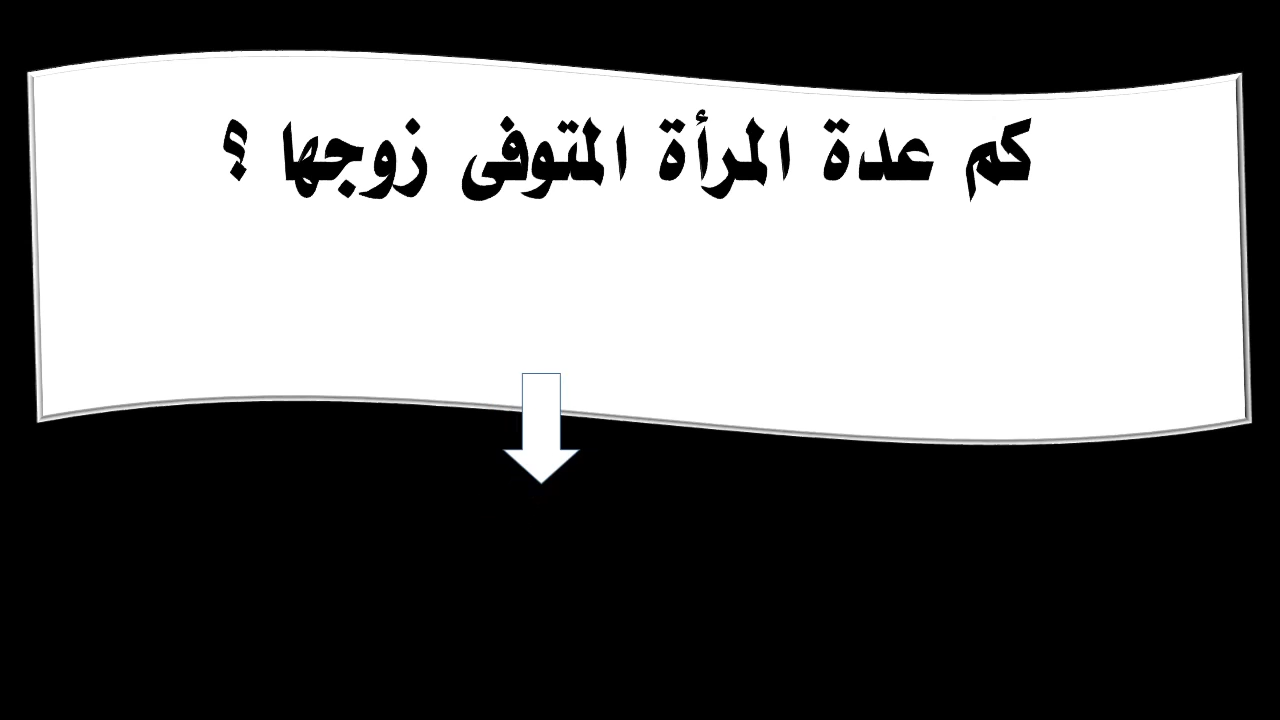 كم عدة المرأة المتوفى زوجها ؟